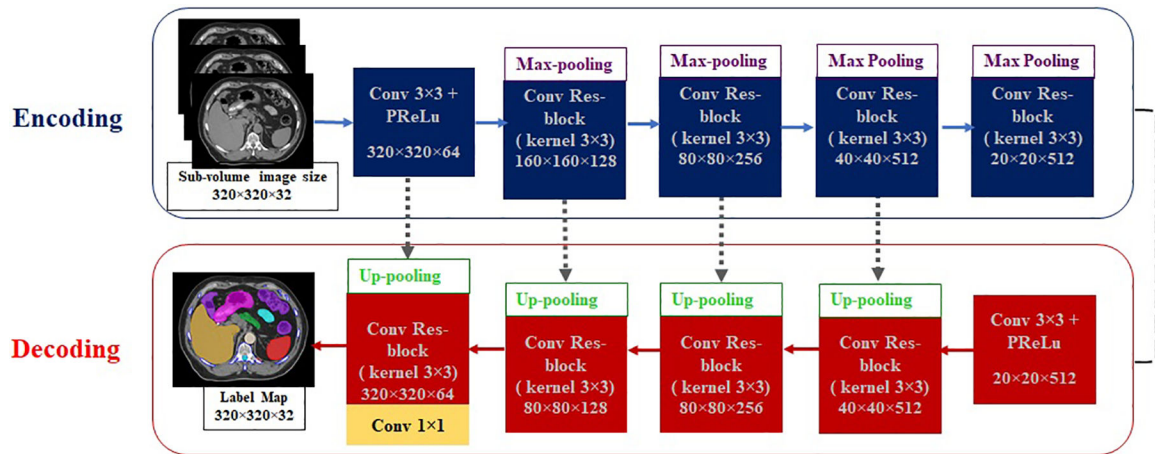 Encoding
Sub-volume image size
320×320×32
Conv 3×3 +
PReLu
320×320×64
Max-pooling
Conv Res-
block
( kernel 3×3)
160×160×128
Max-pooling
Conv Res-
block
( kernel 3×3)
80×80×256
Max Pooling
Conv Res-
block
( kernel 3×3)
40×40×512
Max Pooling
Conv Res-
block
( kernel 3×3)
20×20×512
Decoding
Label Map
320×320×32
Up-pooling
Conv Res-
block
( kernel 3×3)
320×320×64
Conv 1×1
Up-pooling
Conv Res-
block
( kernel 3×3)
80×80×128
Up-pooling
Conv Res-
block
( kernel 3×3)
80×80×256
Up-pooling
Conv Res-
block
( kernel 3×3)
40×40×512
Conv 3×3 +
PReLu
20×20×512